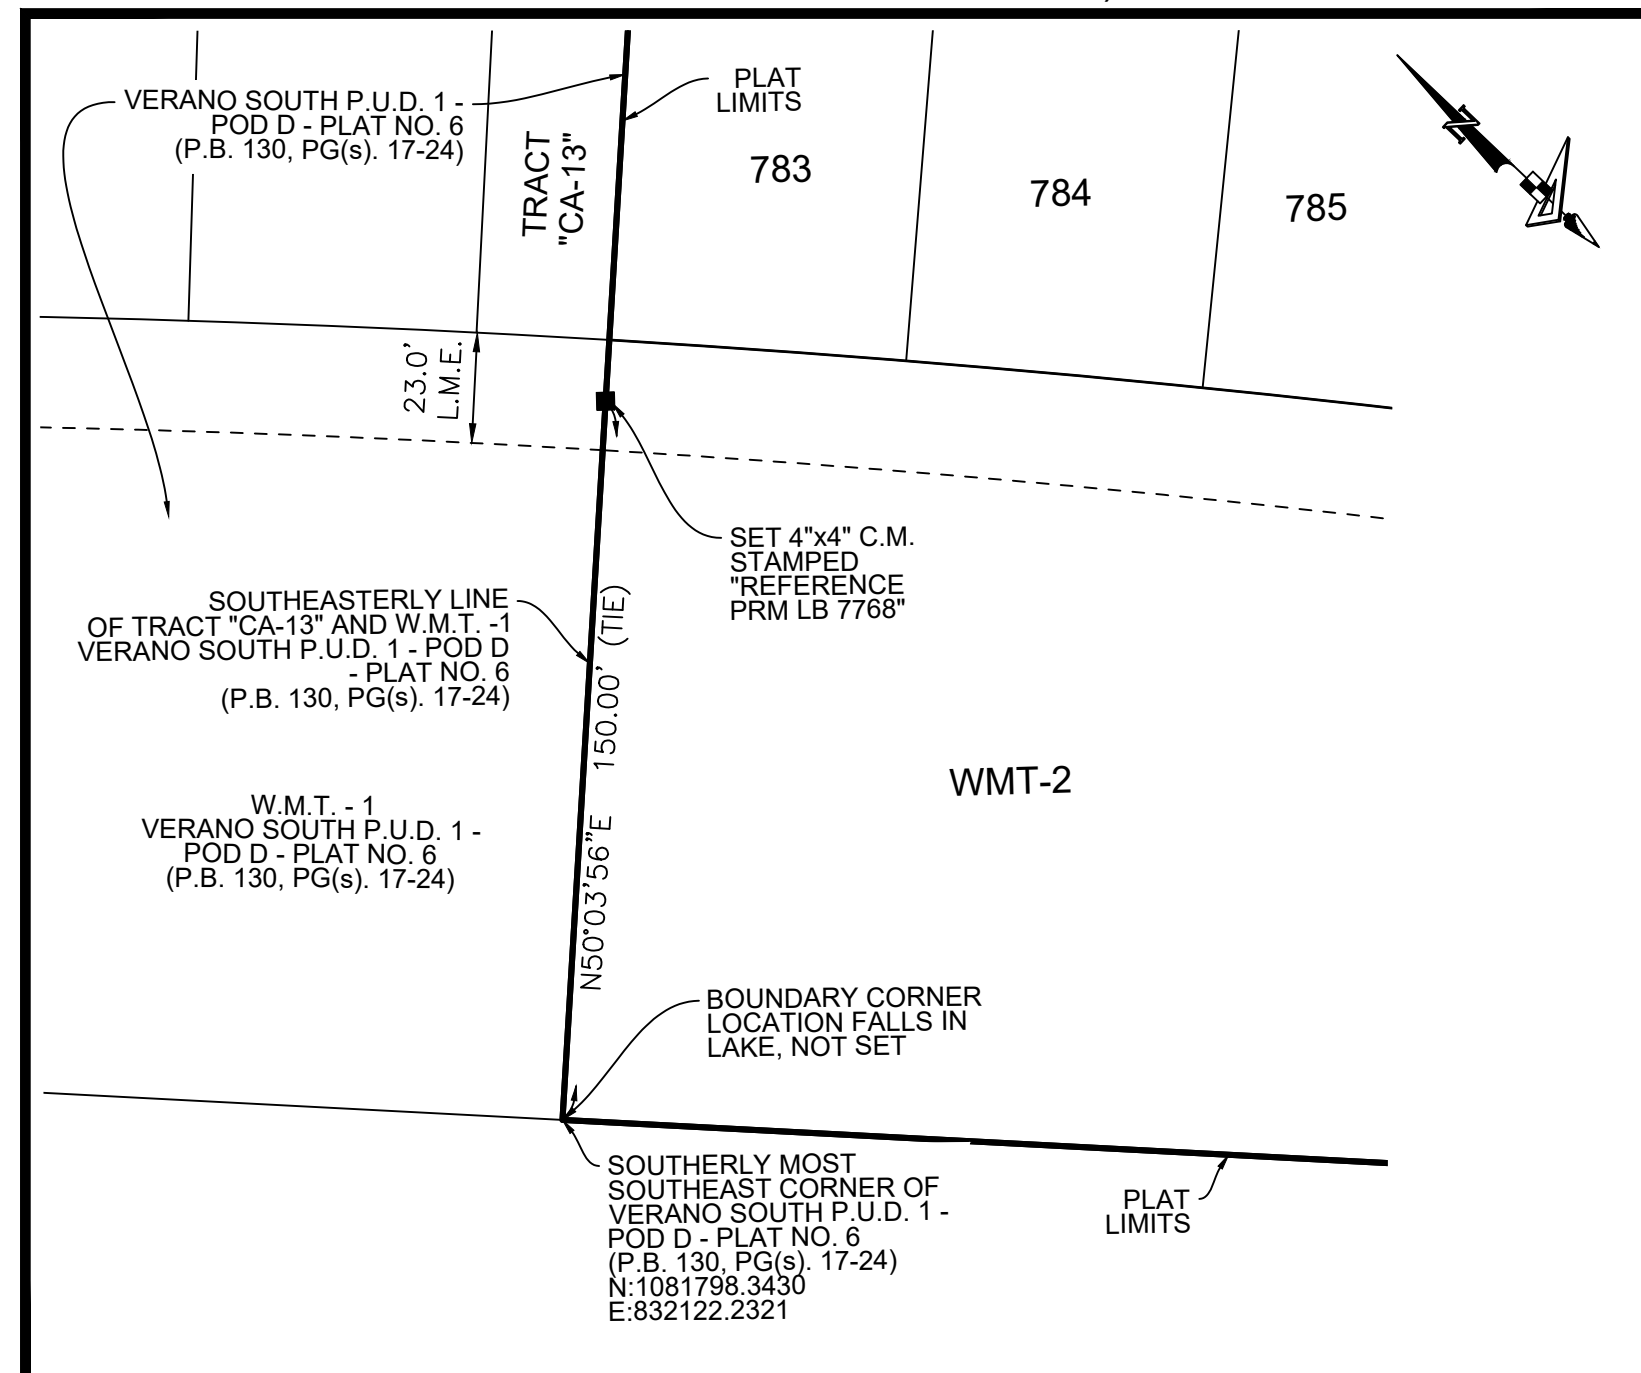 VERANO SOUTH P.U.D. 1 -
POD D - PLAT NO. 6
(P.B. 130, PG(s). 17-24)
TRACT
"CA-13"
PLAT
LIMITS
783
784
785
N
23.0'
L.M.E.
SET 4"x4" C.M.
STAMPED
"REFERENCE
PRM LB 7768"
SOUTHEASTERLY LINE
OF TRACT "CA-13" AND W.M.T. -1
VERANO SOUTH P.U.D. 1 - POD D
- PLAT NO. 6
(P.B. 130, PG(s). 17-24)
N50°03'56"E 150.00' (TIE)
WMT-2
W.M.T. - 1
VERANO SOUTH P.U.D. 1 -
POD D - PLAT NO. 6
(P.B. 130, PG(s). 17-24)
BOUNDARY CORNER
LOCATION FALLS IN
LAKE, NOT SET
SOUTHERLY MOST
SOUTHEAST CORNER OF
VERANO SOUTH P.U.D. 1 -
POD D - PLAT NO. 6
(P.B. 130, PG(s). 17-24)
N:1081798.3430
E:832122.2321
PLAT
LIMITS